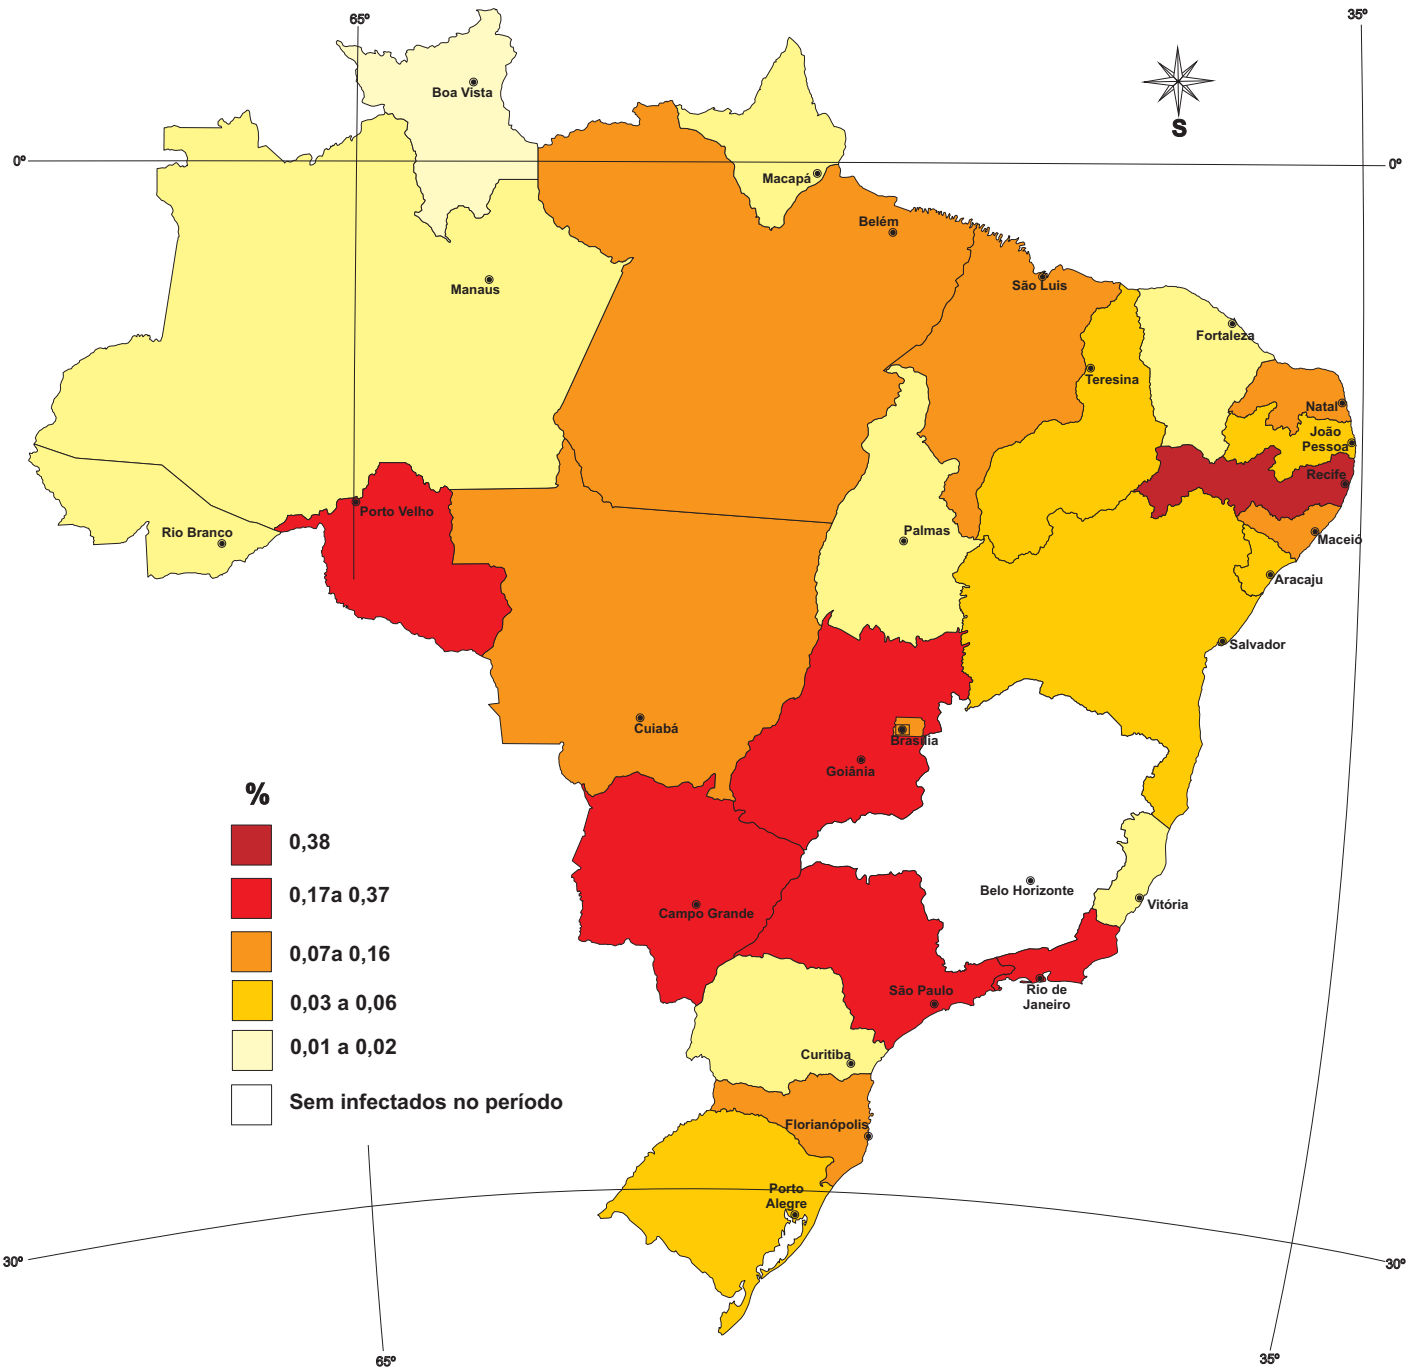 65º
35º
Boa Vista
S
0º
0º
Macapá
Belém
Manaus
São Luis
Fortaleza
Teresina
Natal
João
Pessoa
Recife
Porto Velho
Rio Branco
Palmas
Maceió
Aracaju
Salvador
Cuiabá
Brasília
Goiânia
%
0,38
Belo Horizonte
0,17a 0,37
Vitória
Campo Grande
0,07a 0,16
São Paulo
Rio de
Janeiro
0,03 a 0,06
0,01 a 0,02
Curitiba
Sem infectados no período
Florianópolis
Porto
Alegre
30º
30º
65º
35º